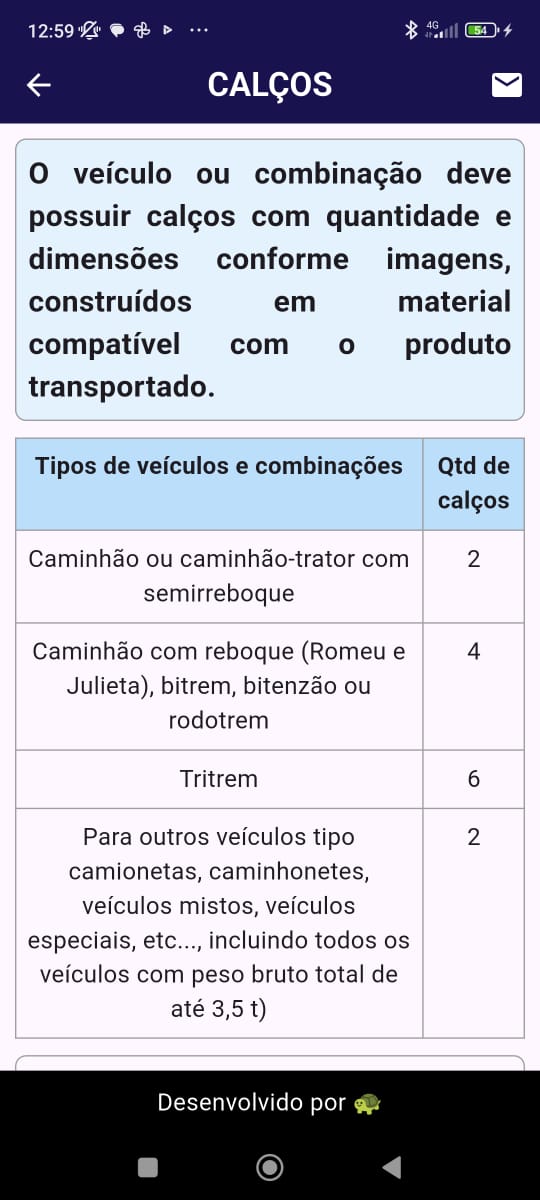 12:59
4G
54
CALÇOS
O veículo ou combinação deve
possuir calços com quantidade e
dimensões conforme imagens,
construídos em material
compatível com o produto
transportado.
Tipos de veículos e combinações
Qtd de
calços
Caminhão ou caminhão-trator com
semirreboque
2
Caminhão com reboque (Romeu e
Julieta), bitrem, bitenzão ou
rodotrem
4
Tritrem
6
Para outros veículos tipo
camionetas, caminhonetes,
veículos mistos, veículos
especiais, etc..., incluindo todos os
veículos com peso bruto total de
até 3,5 t)
2
Desenvolvido por